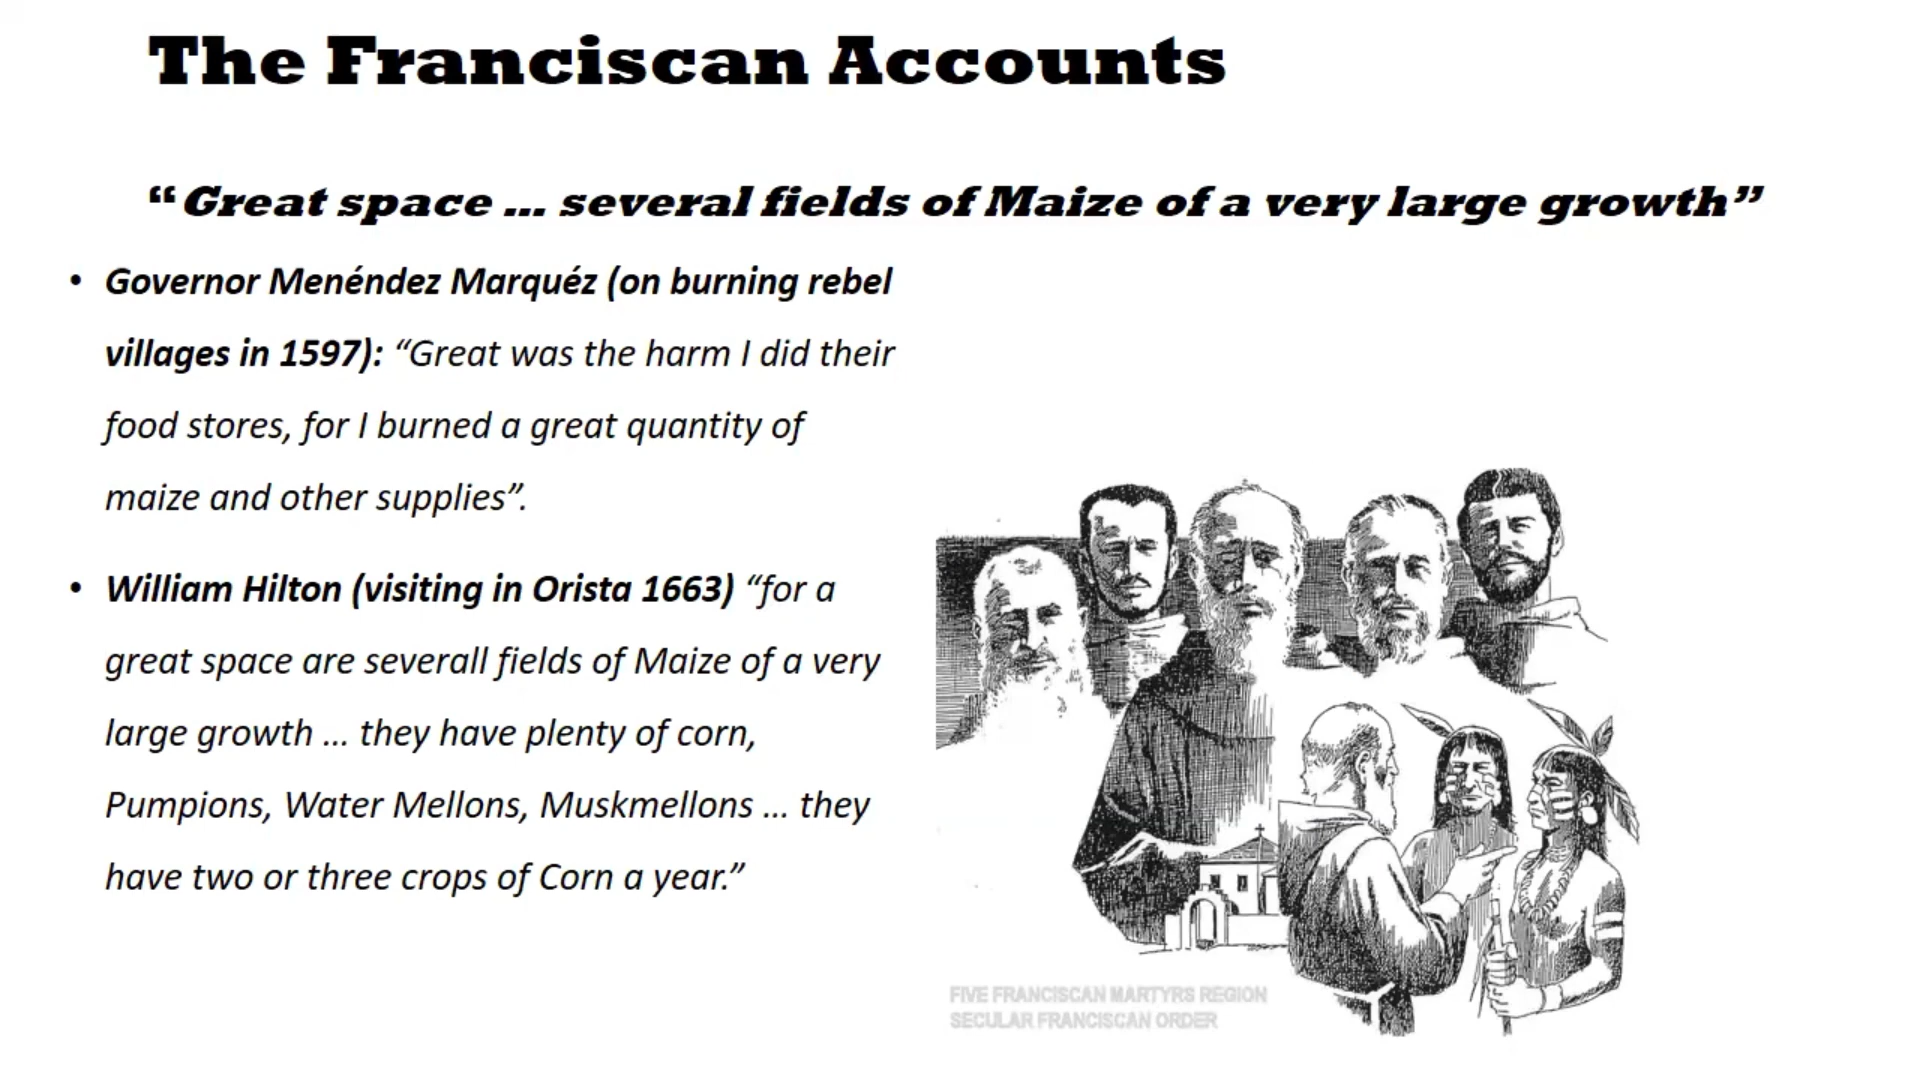 The Franciscan Accounts
“Great space ... several fields of Maize of a very large growth”
• Governor Menéndez Marquéz (on burning rebel
villages in 1597): “Great was the harm I did their
food stores, for I burned a great quantity of
maize and other supplies”.
• William Hilton (visiting in Orista 1663) “for a
great space are severall fields of Maize of a very
large growth ... they have plenty of corn,
Pumpions, Water Mellons, Muskmellons ... they
have two or three crops of Corn a year.”
FIVE FRANCISCAN MARTYRS REGION
SECULAR FRANCISCAN ORDER